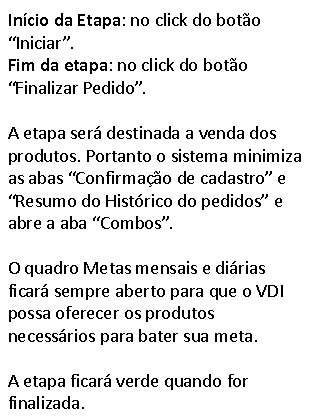 Início da Etapa: no click do botão
“Iniciar”.
Fim da etapa: no click do botão
“Finalizar Pedido”.
A etapa será destinada a venda dos
produtos. Portanto o sistema minimiza
as abas “Confirmação de cadastro” e
“Resumo do Histórico do pedidos” e
abre a aba “Combos”.
O quadro Metas mensais e diárias
ficará sempre aberto para que o VDI
possa oferecer os produtos
necessários para bater sua meta.
A etapa ficará verde quando for
finalizada.